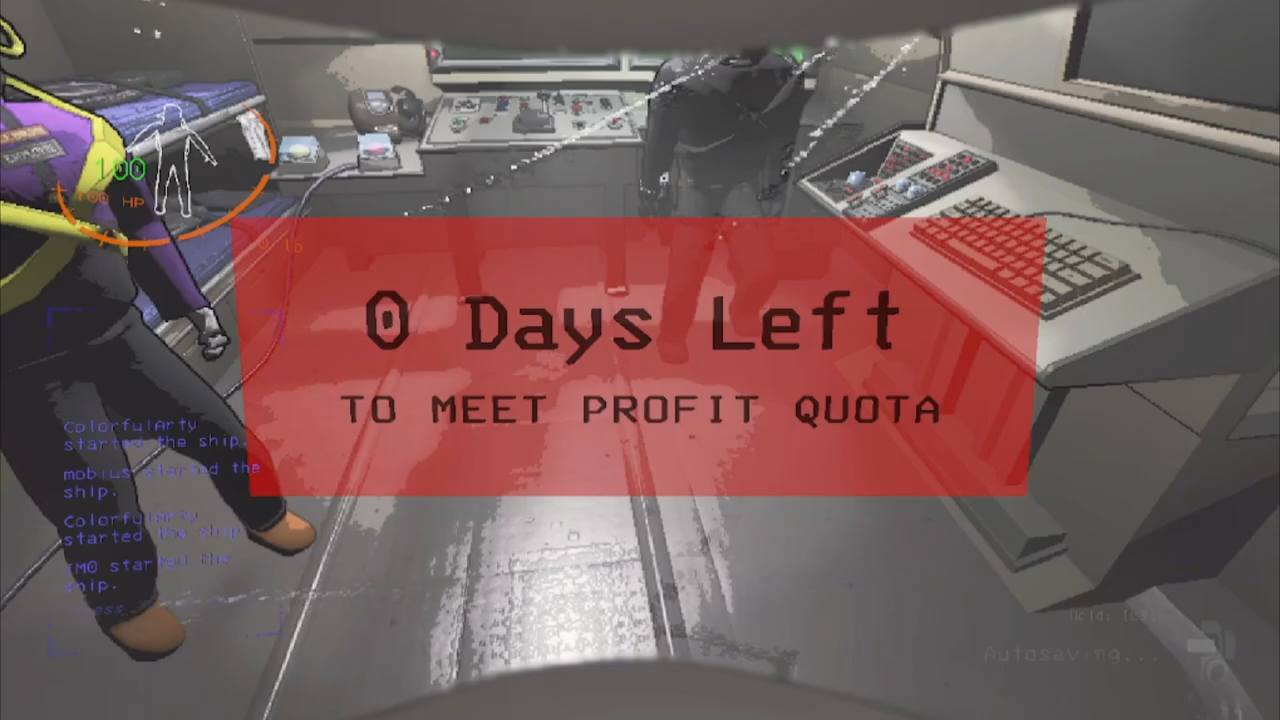 100
100 HP
0 Days Left
TO MEET PROFIT QUOTA
ColorfulArty
started the ship.
mobius started the
ship.
ColorfulArty
started the ship.
started the
ship.
Autosaving...